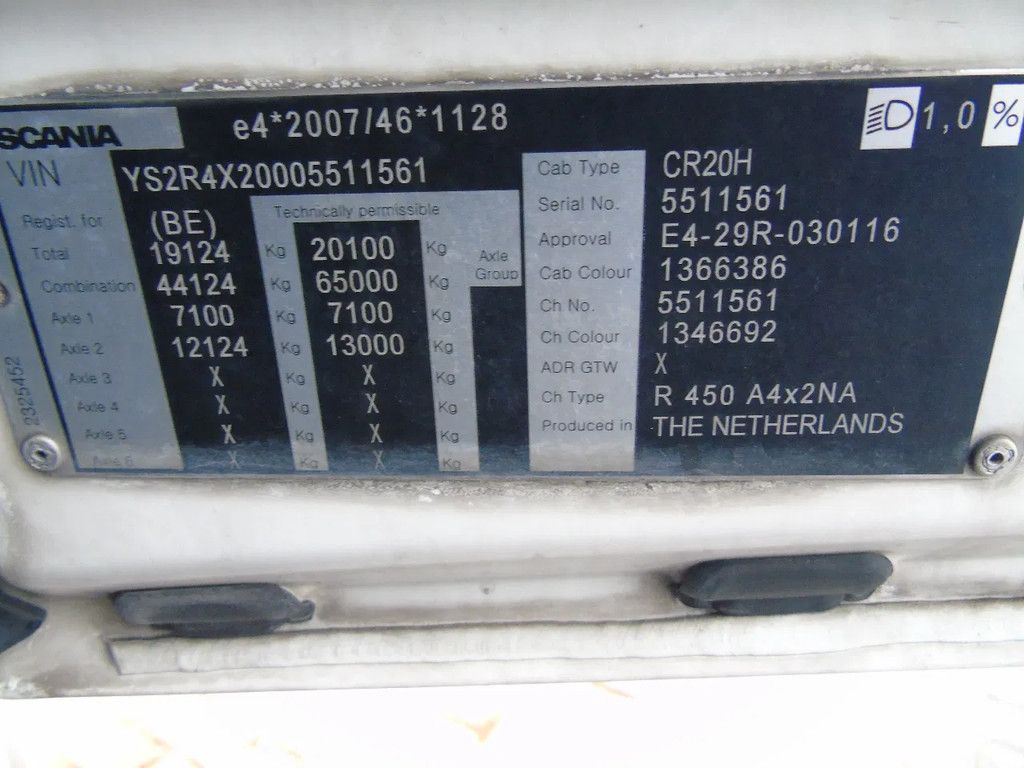 SCANIA e4*2007/46*1128 1,0 %
VIN YS2R4X20005511561
Regist. for (BE) Technically permissible
Total 19124 Kg 20100 Kg Axle Group
Combination 44124 Kg 65000 Kg
Axle 1 7100 Kg 7100 Kg
Axle 2 12124 Kg 13000 Kg
Axle 3 X Kg X Kg
Axle 4 X Kg X Kg
Axle 5 X Kg X Kg
Axle 6 X Kg X Kg
Cab Type CR20H
Serial No. 5511561
Approval E4-29R-030116
Cab Colour 1366386
Ch No. 5511561
Ch Colour 1346692
ADR GTW X
Ch Type R 450 A4x2NA
Produced in THE NETHERLANDS
2325452